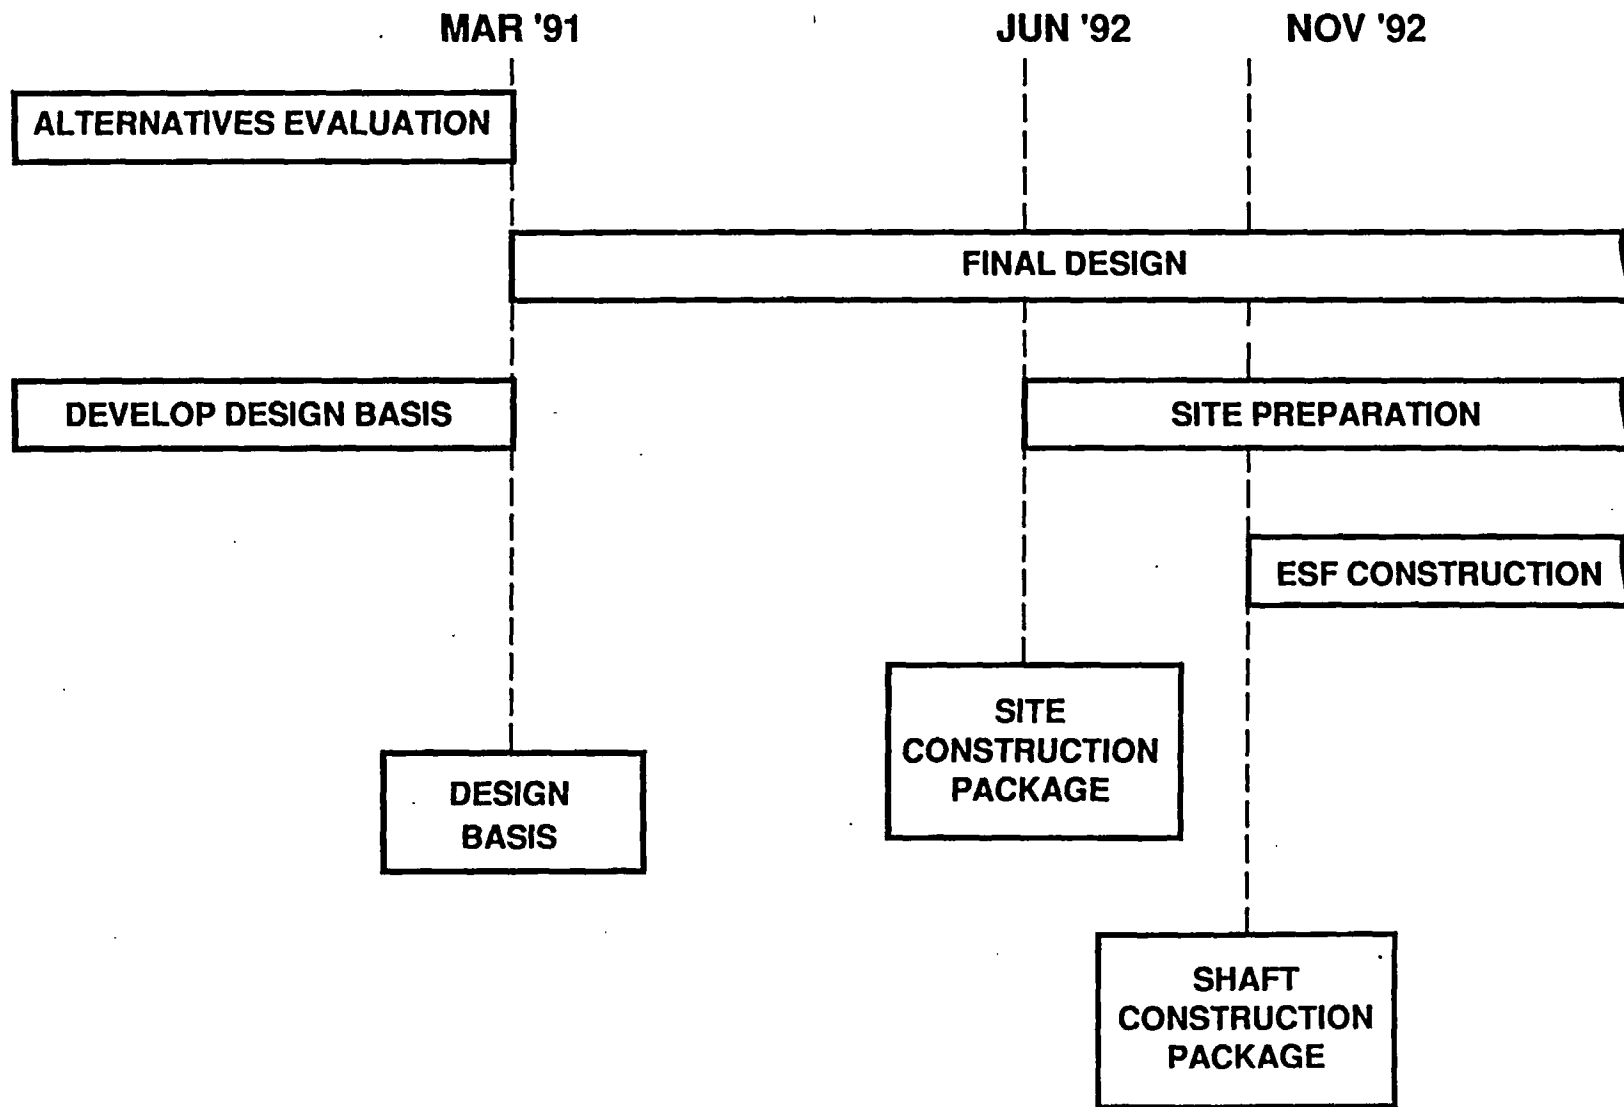 MAR '91
JUN '92
NOV '92
ALTERNATIVES EVALUATION
FINAL DESIGN
DEVELOP DESIGN BASIS
SITE PREPARATION
ESF CONSTRUCTION
SITE
CONSTRUCTION
PACKAGE
DESIGN
BASIS
SHAFT
CONSTRUCTION
PACKAGE